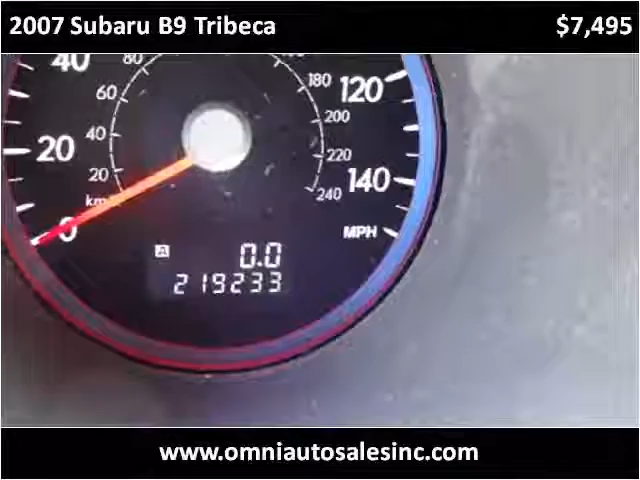 2007 Subaru B9 Tribeca $7,495
40 80 160 180 120
60 200
20 40 220 140
20 240
km/h
0 MPH
A 0.0
219233
www.omniautosalesinc.com